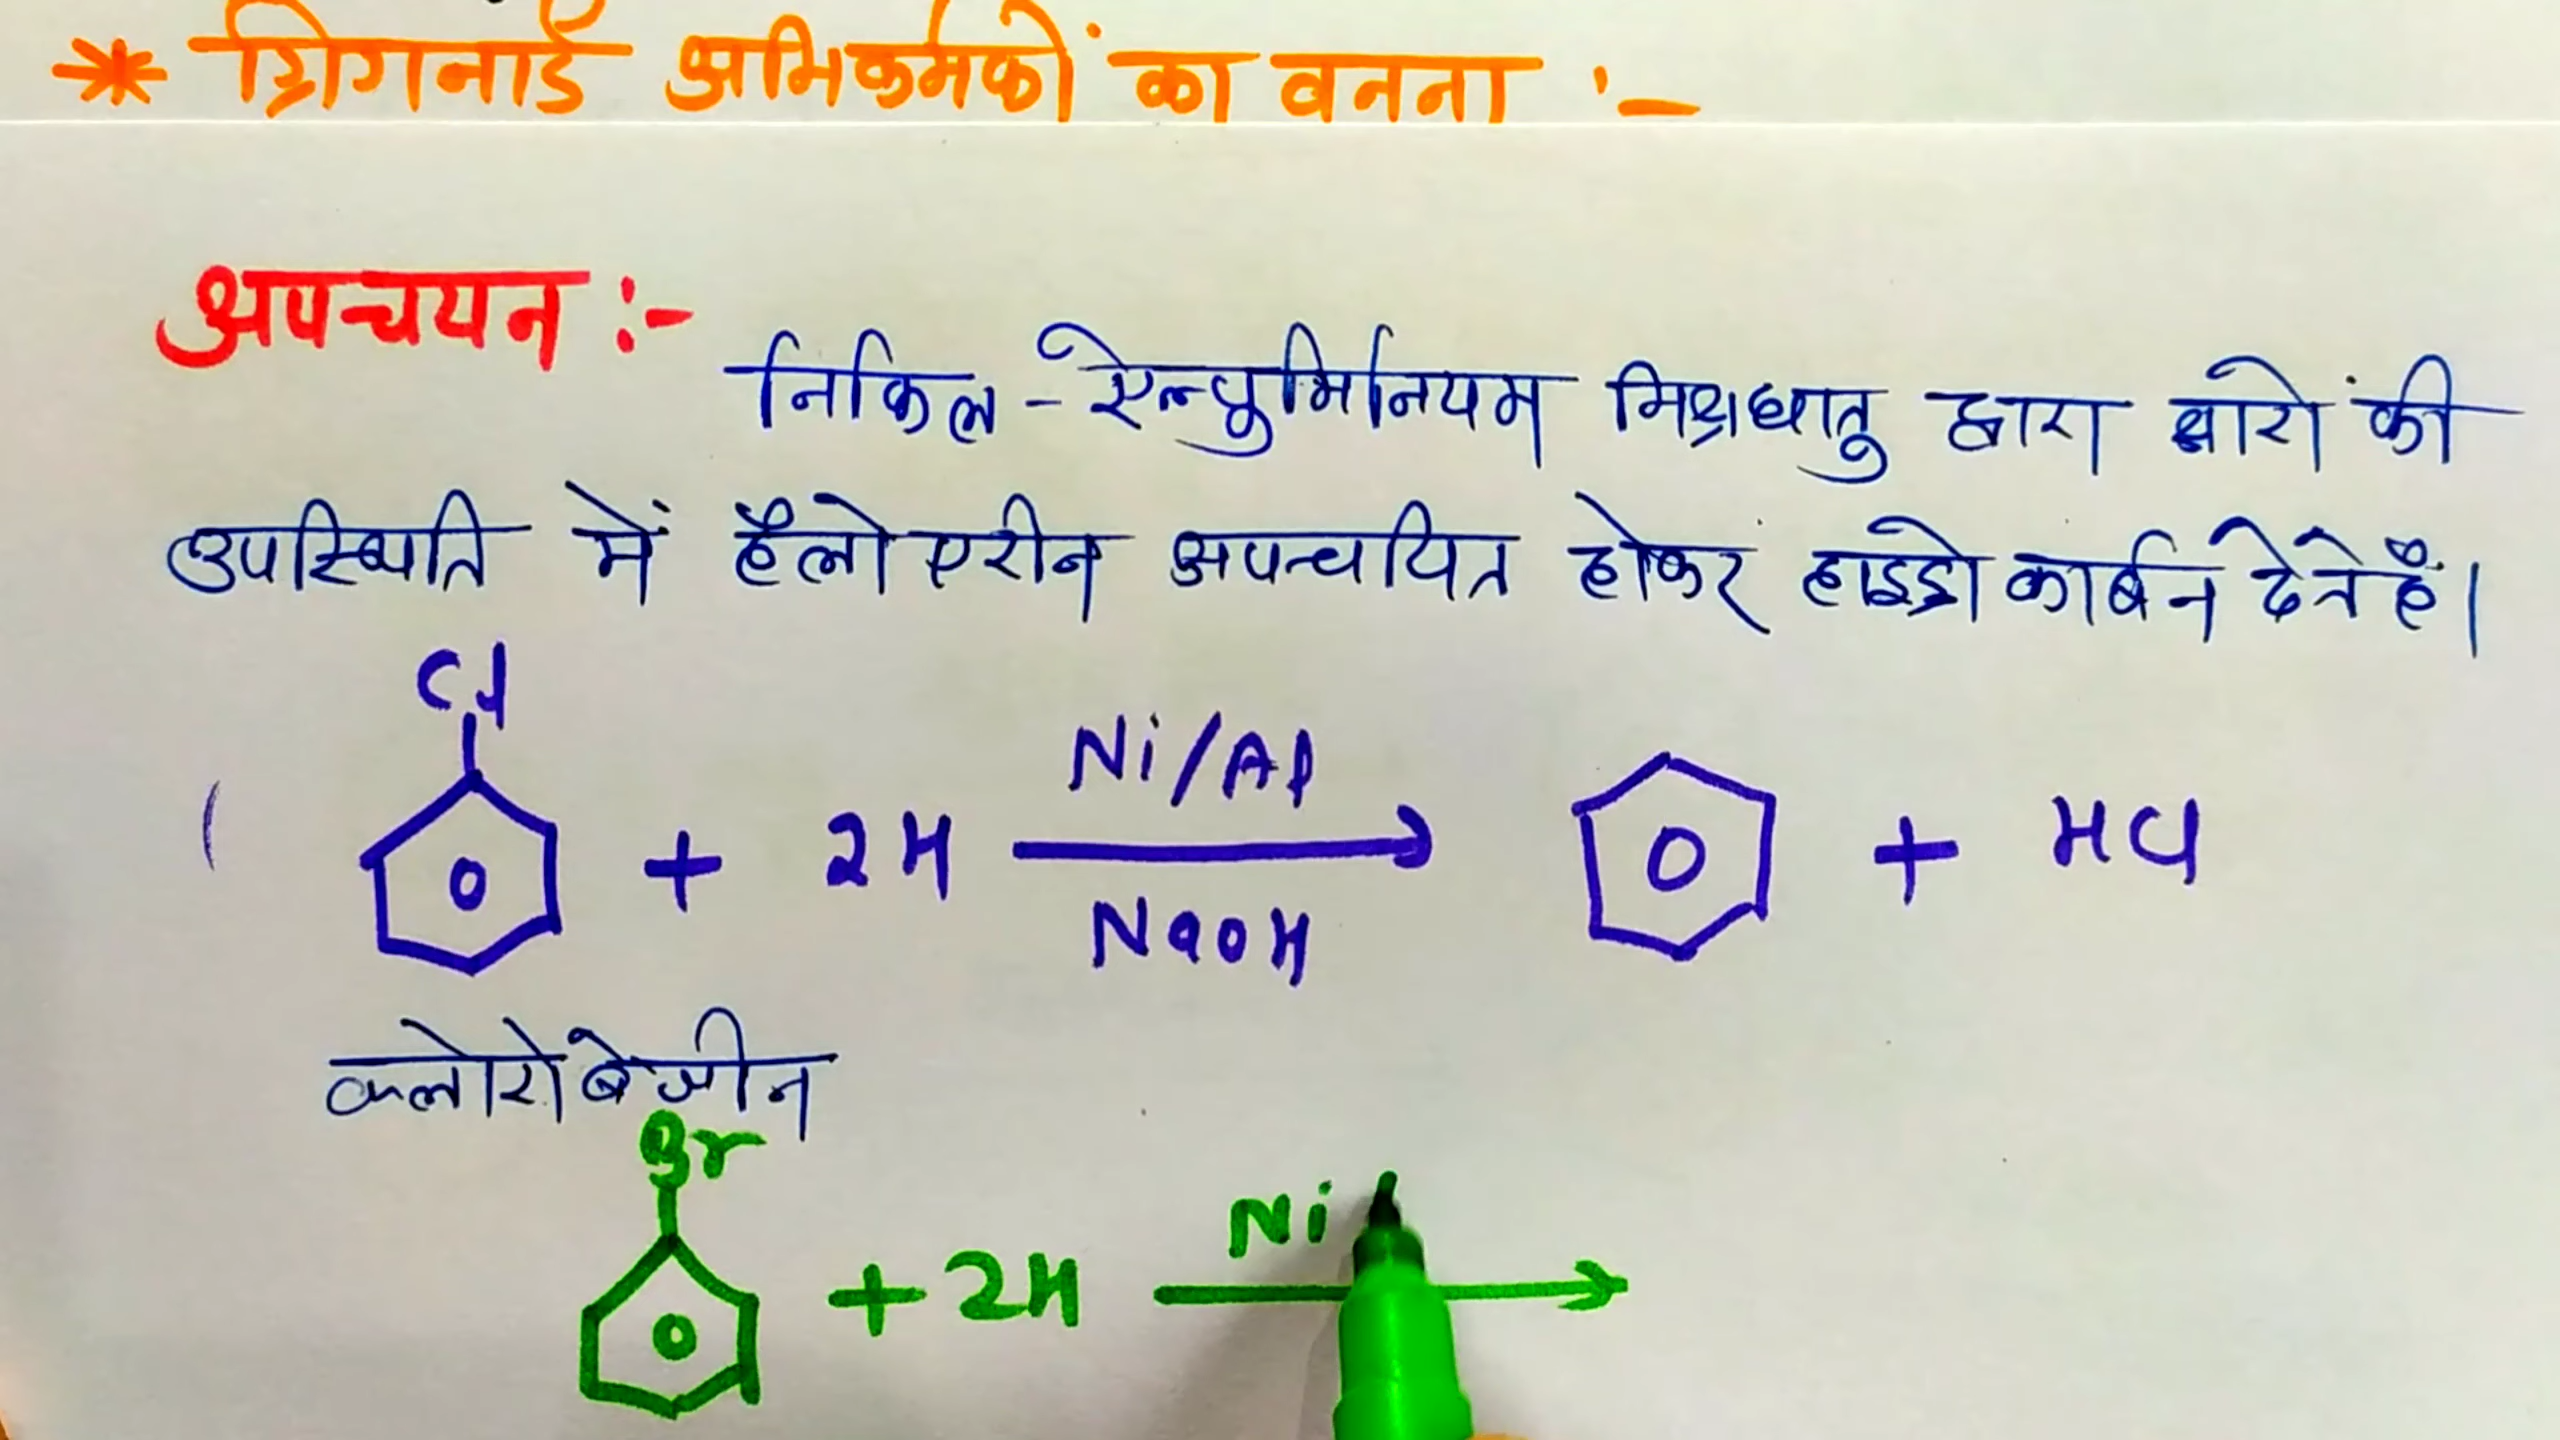 * ग्रिगनार्ड अभिकर्मकों का बनना :-
अपचयन :-
निकिल - ऐल्युमिनियम मिश्रधातु द्वारा क्षारों की
उपस्थिति में हैलोएरीन अपचयित होकर हाइड्रोकार्बन देते हैं।
Cl
Ni/Al
+ 2H → + HCl
NaOH
क्लोरोबेंजीन
Br
Ni
+ 2H →